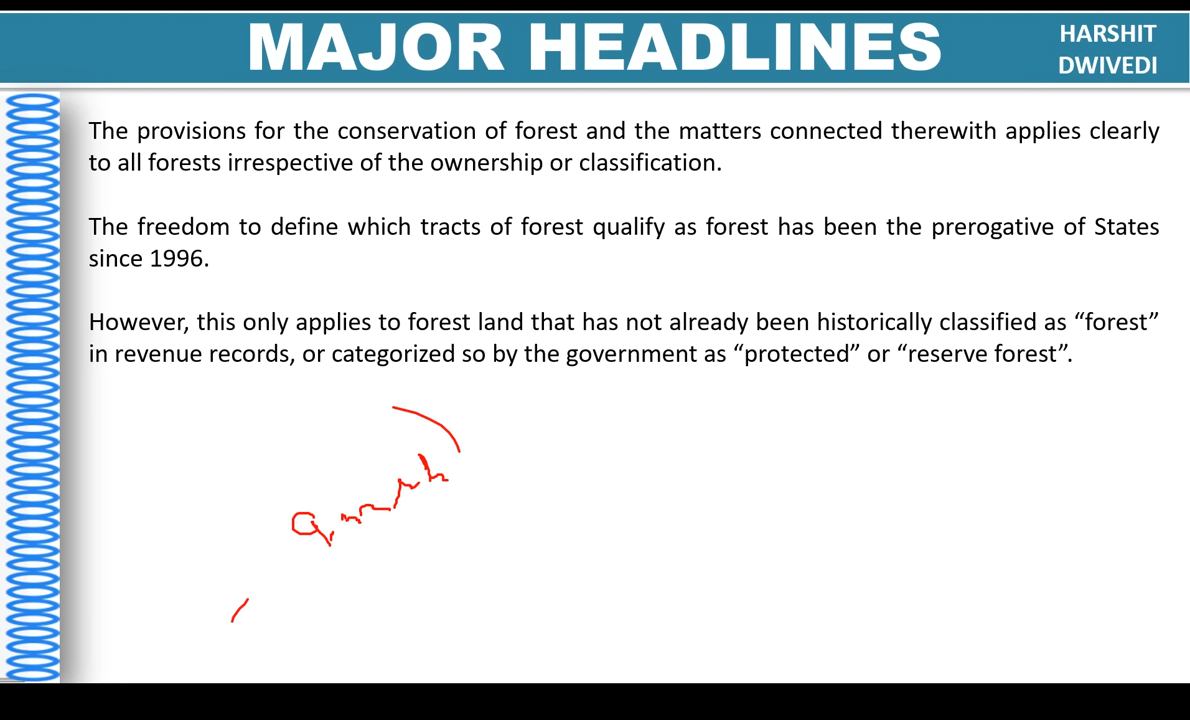 MAJOR HEADLINES
HARSHIT
DWIVEDI
The provisions for the conservation of forest and the matters connected therewith applies clearly
to all forests irrespective of the ownership or classification.
The freedom to define which tracts of forest qualify as forest has been the prerogative of States
since 1996.
However, this only applies to forest land that has not already been historically classified as “forest”
in revenue records, or categorized so by the government as “protected” or “reserve forest”.